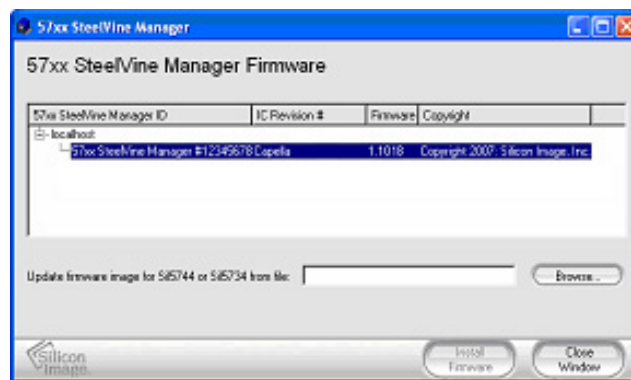 57xx SteelVine Manager
57xx SteelVine Manager Firmware
57xx SteelVine Manager ID IC Revision # Firmware Copyright
localhost
57xx SteelVine Manager #12345678 Capella 1.1018 Copyright 2007: Silicon Image, Inc.
Update firmware image for SiI5744 or SiI5734 from file: Browse...
Silicon Image.
Install Firmware
Close Window